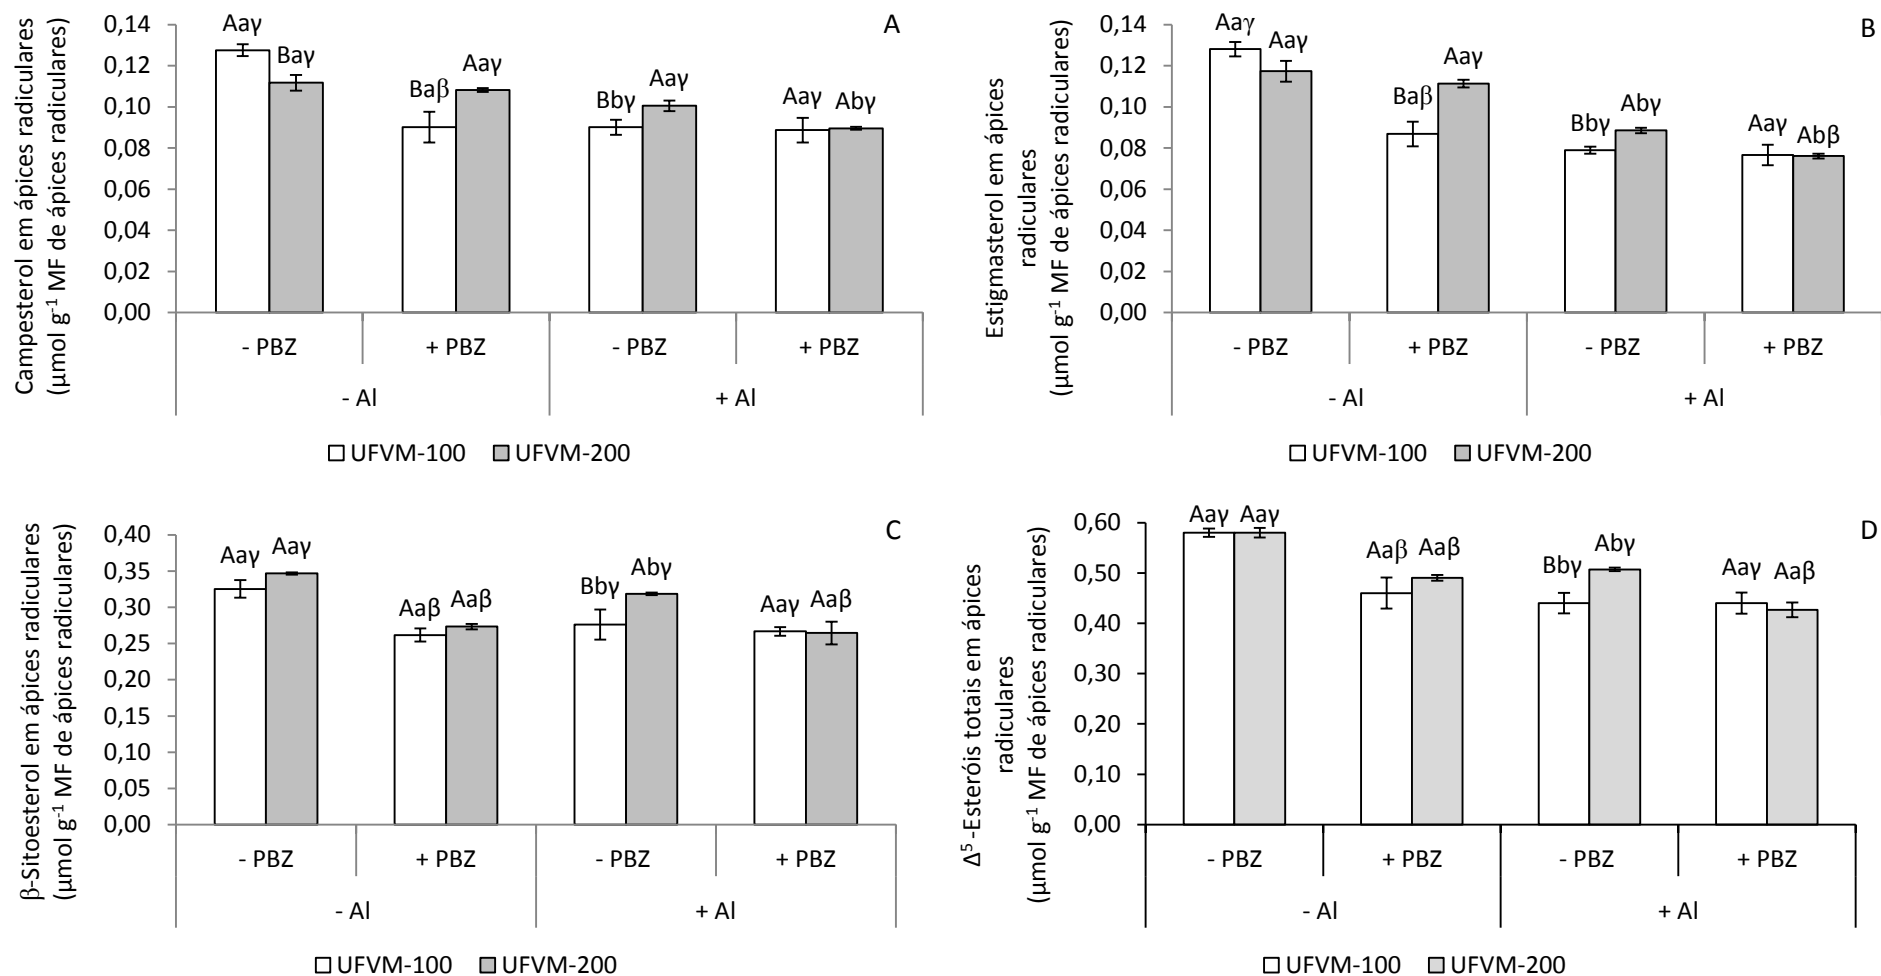 A
Campesterol em ápices radiculares
(µmol g⁻¹ MF de ápices radiculares)
0,14
0,12
0,10
0,08
0,06
0,04
0,02
0,00
Aaγ
Baγ
Baβ
Aaγ
Bbγ
Aaγ
Aaγ
Abγ
- PBZ
+ PBZ
- PBZ
+ PBZ
- Al
+ Al
UFVM-100
UFVM-200
B
Estigmasterol em ápices
radiculares
(µmol g⁻¹ MF de ápices radiculares)
0,14
0,12
0,10
0,08
0,06
0,04
0,02
0,00
Aaγ
Aaγ
Baβ
Aaγ
Bbγ
Abγ
Aaγ
Abβ
- PBZ
+ PBZ
- PBZ
+ PBZ
- Al
+ Al
UFVM-100
UFVM-200
C
β-Sitoesterol em ápices radiculares
(µmol g⁻¹ MF de ápices radiculares)
0,40
0,35
0,30
0,25
0,20
0,15
0,10
0,05
0,00
Aaγ
Aaγ
Aaβ
Aaβ
Bbγ
Abγ
Aaγ
Aaβ
- PBZ
+ PBZ
- PBZ
+ PBZ
- Al
+ Al
UFVM-100
UFVM-200
D
Δ⁵-Esteróis totais em ápices
radiculares
(µmol g⁻¹ MF de ápices radiculares)
0,60
0,50
0,40
0,30
0,20
0,10
0,00
Aaγ
Aaγ
Aaβ
Aaβ
Bbγ
Abγ
Aaγ
Aaβ
- PBZ
+ PBZ
- PBZ
+ PBZ
- Al
+ Al
UFVM-100
UFVM-200